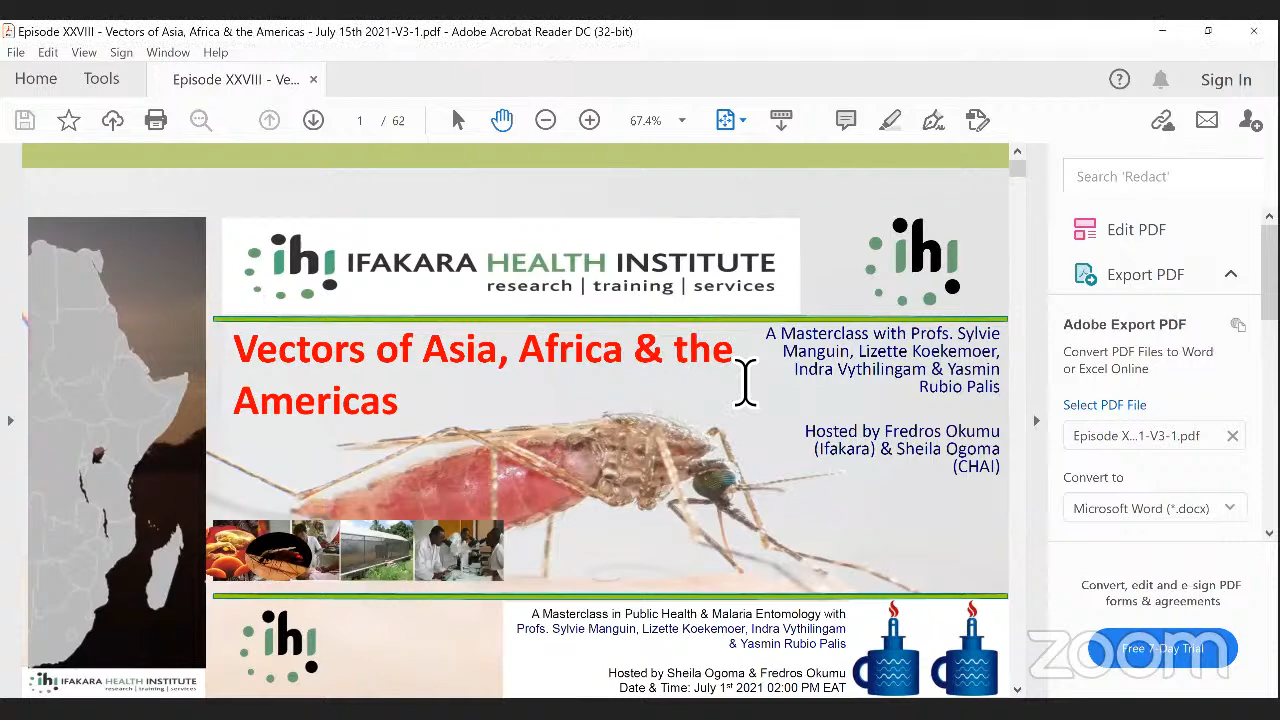 Episode XXVIII - Vectors of Asia, Africa & the Americas - July 15th 2021-V3-1.pdf - Adobe Acrobat Reader DC (32-bit)
File Edit View Sign Window Help
Home Tools Episode XXVIII - Ve... × Sign In
1 / 62 67.4%
Search 'Redact'
Edit PDF
Export PDF
Adobe Export PDF
Convert PDF Files to Word
or Excel Online
Select PDF File
Episode X...1-V3-1.pdf
Convert to
Microsoft Word (*.docx)
Convert, edit and e-sign PDF
forms & agreements
Free 7-Day Trial
zoom
ihi IFAKARA HEALTH INSTITUTE
research | training | services
ihi
Vectors of Asia, Africa & the
Americas
A Masterclass with Profs. Sylvie
Manguin, Lizette Koekemoer,
Indra Vythilingam & Yasmin
Rubio Palis
Hosted by Fredros Okumu
(Ifakara) & Sheila Ogoma
(CHAI)
ihi
A Masterclass in Public Health & Malaria Entomology with
Profs. Sylvie Manguin, Lizette Koekemoer, Indra Vythilingam
& Yasmin Rubio Palis
Hosted by Sheila Ogoma & Fredros Okumu
Date & Time: July 1st 2021 02:00 PM EAT
ihi IFAKARA HEALTH INSTITUTE
research | training | services